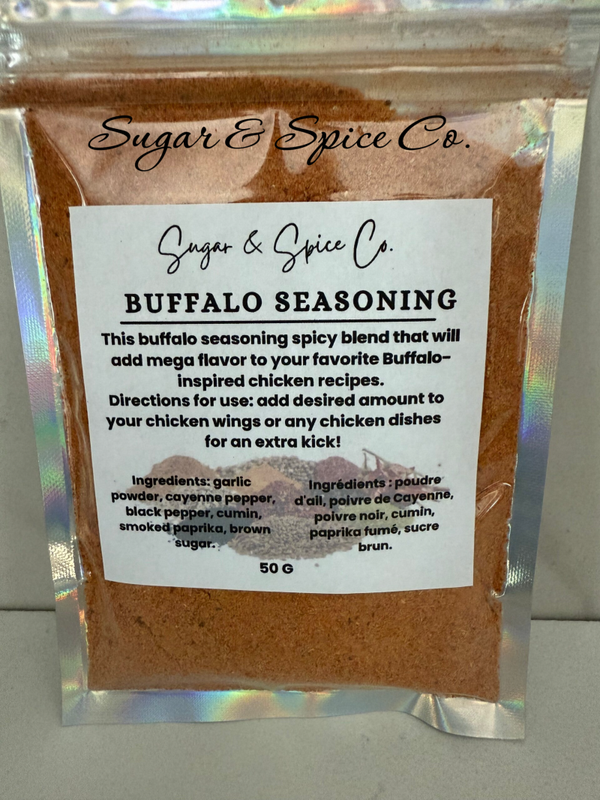 Sugar & Spice Co.
Sugar & Spice Co.
BUFFALO SEASONING
This buffalo seasoning spicy blend that will
add mega flavor to your favorite Buffalo-
inspired chicken recipes.
Directions for use: add desired amount to
your chicken wings or any chicken dishes
for an extra kick!
Ingredients: garlic
powder, cayenne pepper,
black pepper, cumin,
smoked paprika, brown
sugar.
Ingrédients : poudre
d'ail, poivre de Cayenne,
poivre noir, cumin,
paprika fumé, sucre
brun.
50 G